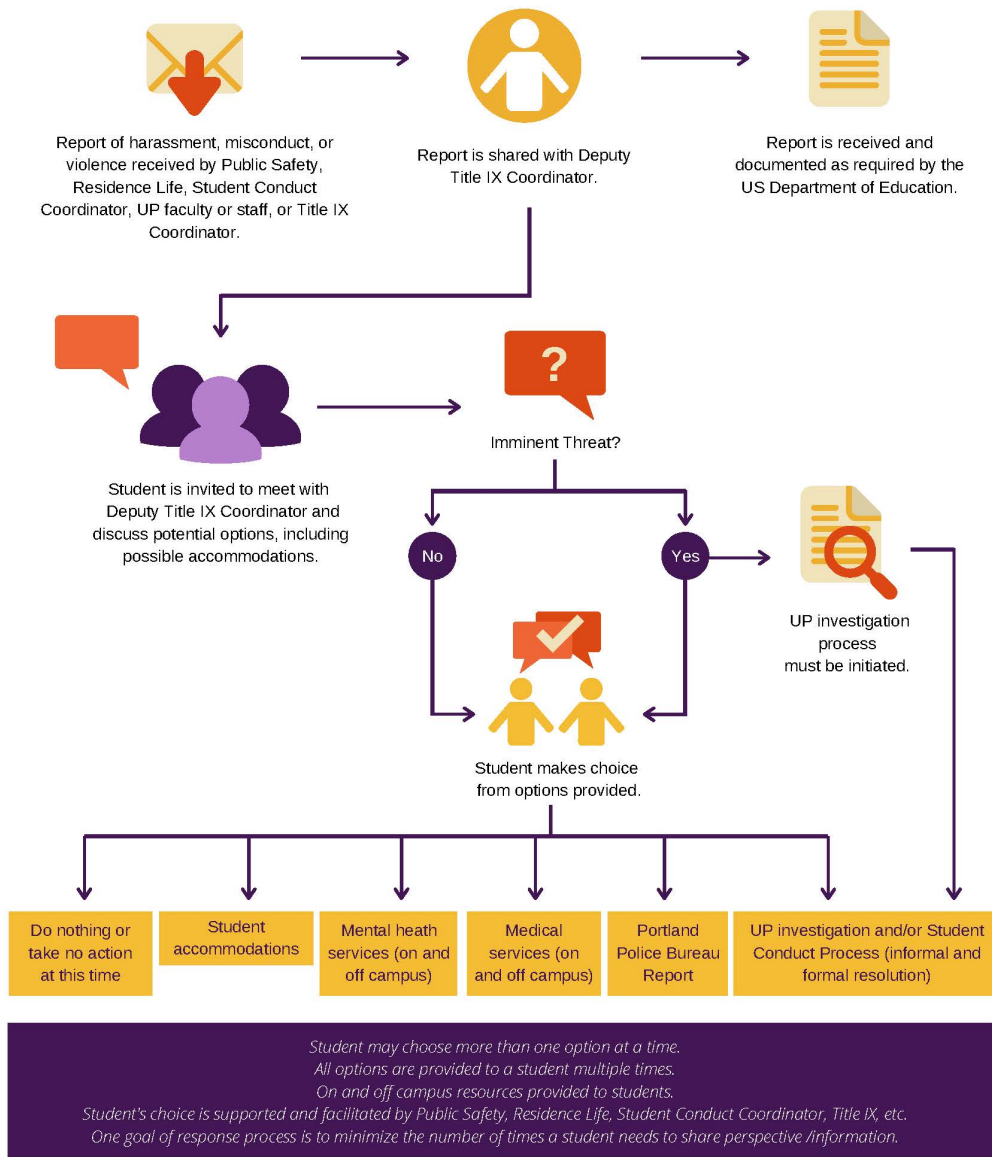 Report of harassment, misconduct, or
violence received by Public Safety,
Residence Life, Student Conduct
Coordinator, UP faculty or staff, or Title IX
Coordinator.
Report is shared with Deputy
Title IX Coordinator.
Report is received and
documented as required by the
US Department of Education.
Student is invited to meet with
Deputy Title IX Coordinator and
discuss potential options, including
possible accommodations.
?
Imminent Threat?
No
Yes
UP investigation
process
must be initiated.
Student makes choice
from options provided.
Do nothing or
take no action
at this time
Student
accommodations
Mental heath
services (on and
off campus)
Medical
services (on
and off campus)
Portland
Police Bureau
Report
UP investigation and/or Student
Conduct Process (informal and
formal resolution)
Student may choose more than one option at a time.
All options are provided to a student multiple times.
On and off campus resources provided to students.
Student's choice is supported and facilitated by Public Safety, Residence Life, Student Conduct Coordinator, Title IX, etc.
One goal of response process is to minimize the number of times a student needs to share perspective /information.